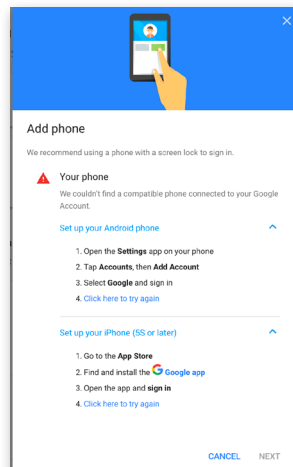 Add phone
We recommend using a phone with a screen lock to sign in.
Your phone
We couldn't find a compatible phone connected to your Google
Account.
Set up your Android phone
1. Open the Settings app on your phone
2. Tap Accounts, then Add Account
3. Select Google and sign in
4. Click here to try again
Set up your iPhone (5S or later)
1. Go to the App Store
2. Find and install the Google app
3. Open the app and sign in
4. Click here to try again
CANCEL NEXT